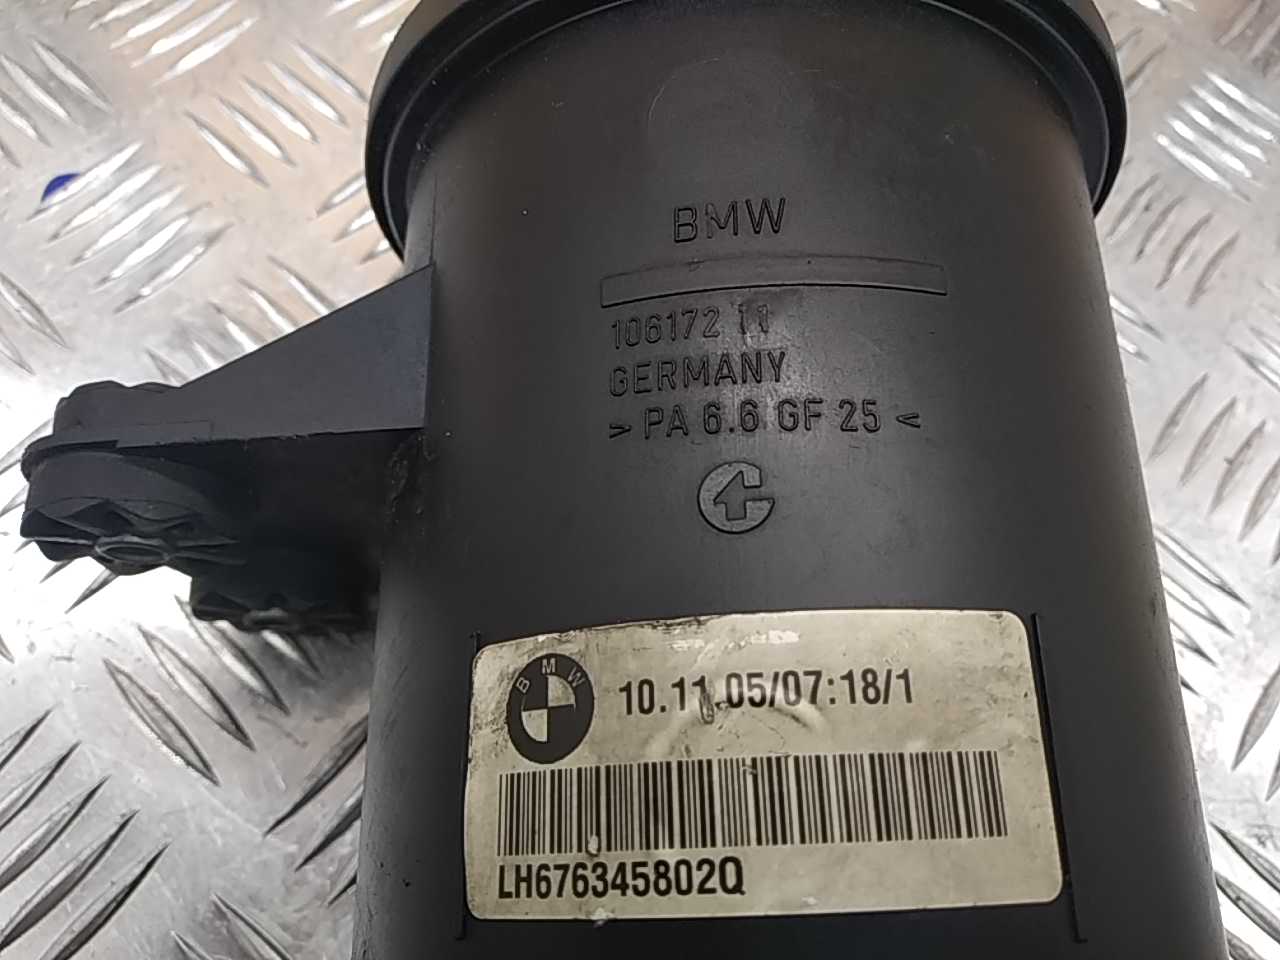 BMW
106172 11
GERMANY
> PA 6.6 GF 25 <
BMW
10.11.05/07:18/1
LH676345802Q